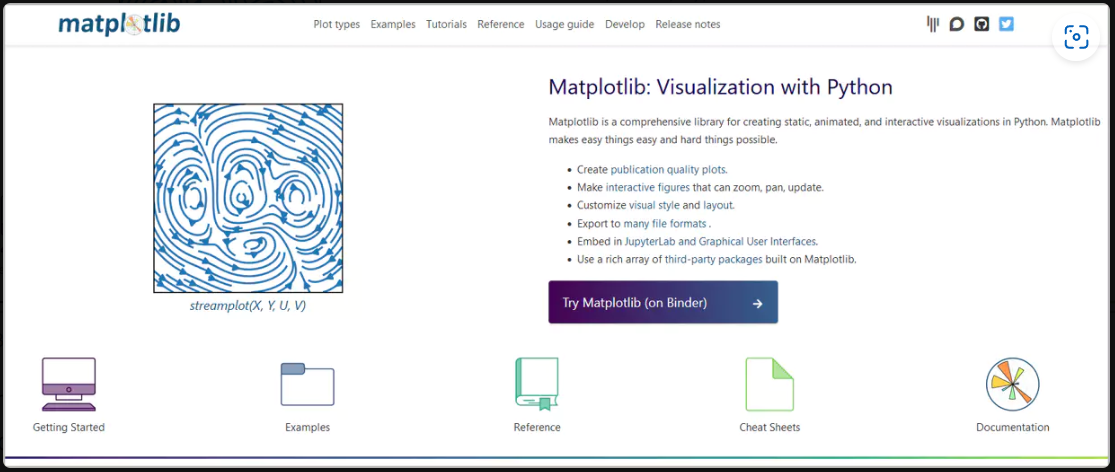 matplotlib
Plot types Examples Tutorials Reference Usage guide Develop Release notes
Matplotlib: Visualization with Python
Matplotlib is a comprehensive library for creating static, animated, and interactive visualizations in Python. Matplotlib
makes easy things easy and hard things possible.
• Create publication quality plots.
• Make interactive figures that can zoom, pan, update.
• Customize visual style and layout.
• Export to many file formats .
• Embed in JupyterLab and Graphical User Interfaces.
• Use a rich array of third-party packages built on Matplotlib.
streamplot(X, Y, U, V)
Try Matplotlib (on Binder) →
Getting Started
Examples
Reference
Cheat Sheets
Documentation